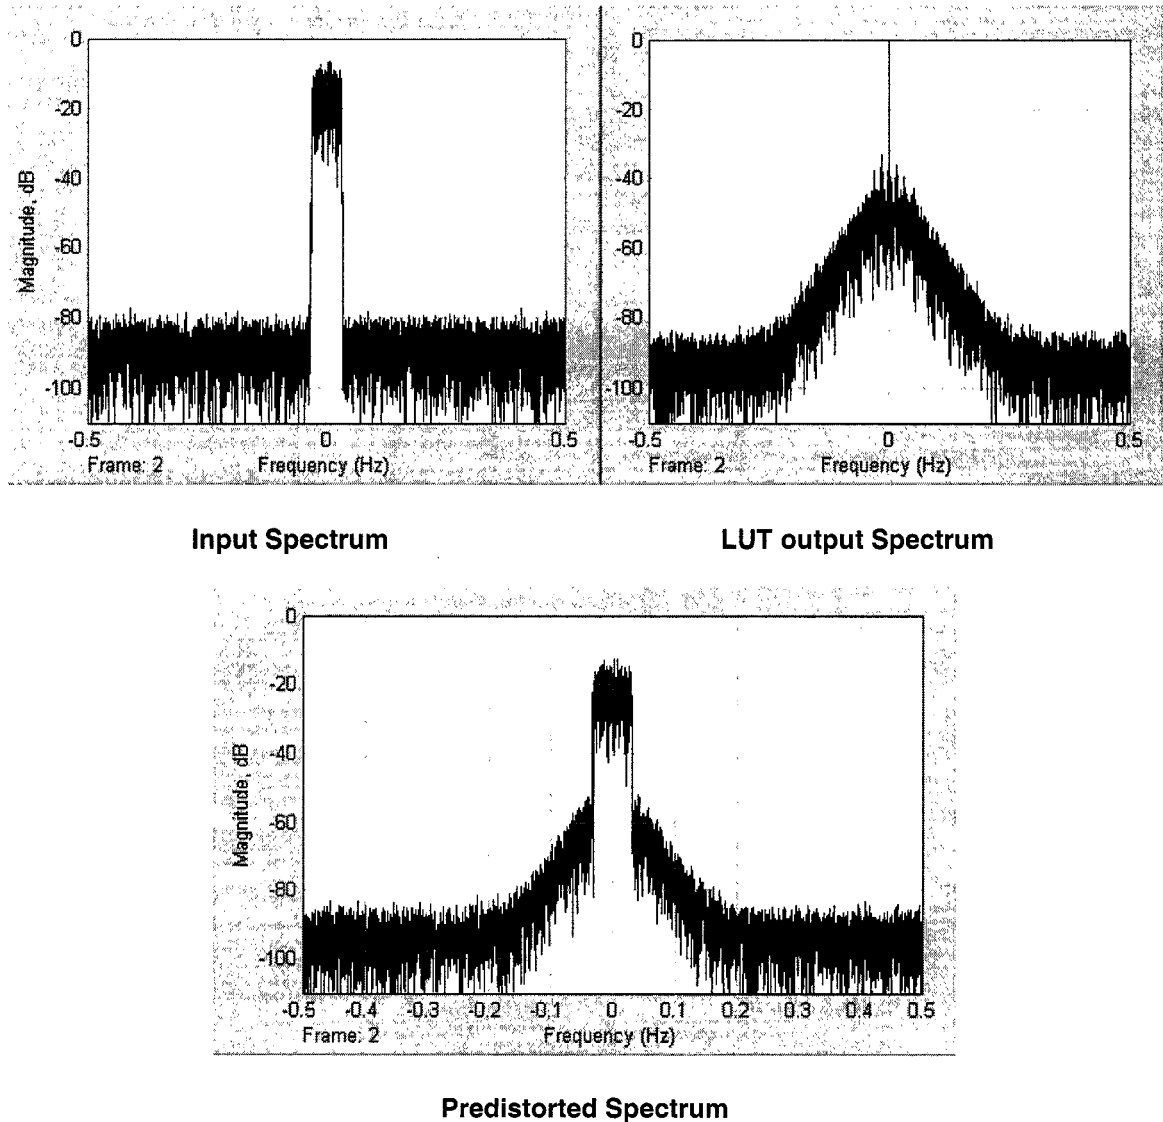 0
-20
-40
-60
-80
-100
Magnitude, dB
-0.5 0 0.5
Frame: 2 Frequency (Hz)
0
-20
-40
-60
-80
-100
-0.5 0 0.5
Frame: 2 Frequency (Hz)
Input Spectrum
LUT output Spectrum
0
-20
-40
-60
-80
-100
Magnitude, dB
-0.5 -0.4 -0.3 -0.2 -0.1 0 0.1 0.2 0.3 0.4 0.5
Frame: 2 Frequency (Hz)
Predistorted Spectrum